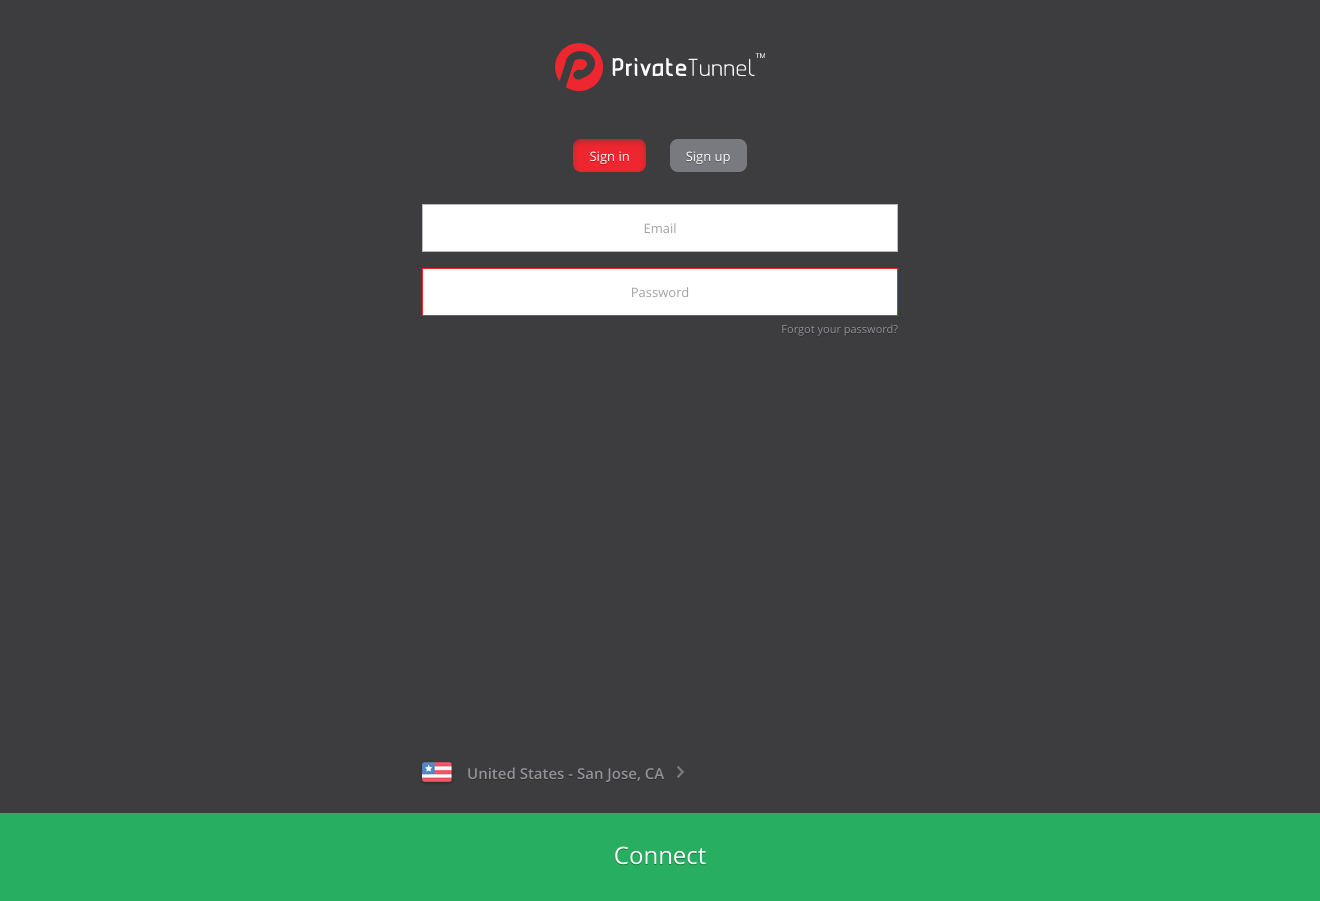 PrivateTunnel™
Sign in Sign up
Email
Password
Forgot your password?
United States - San Jose, CA
Connect